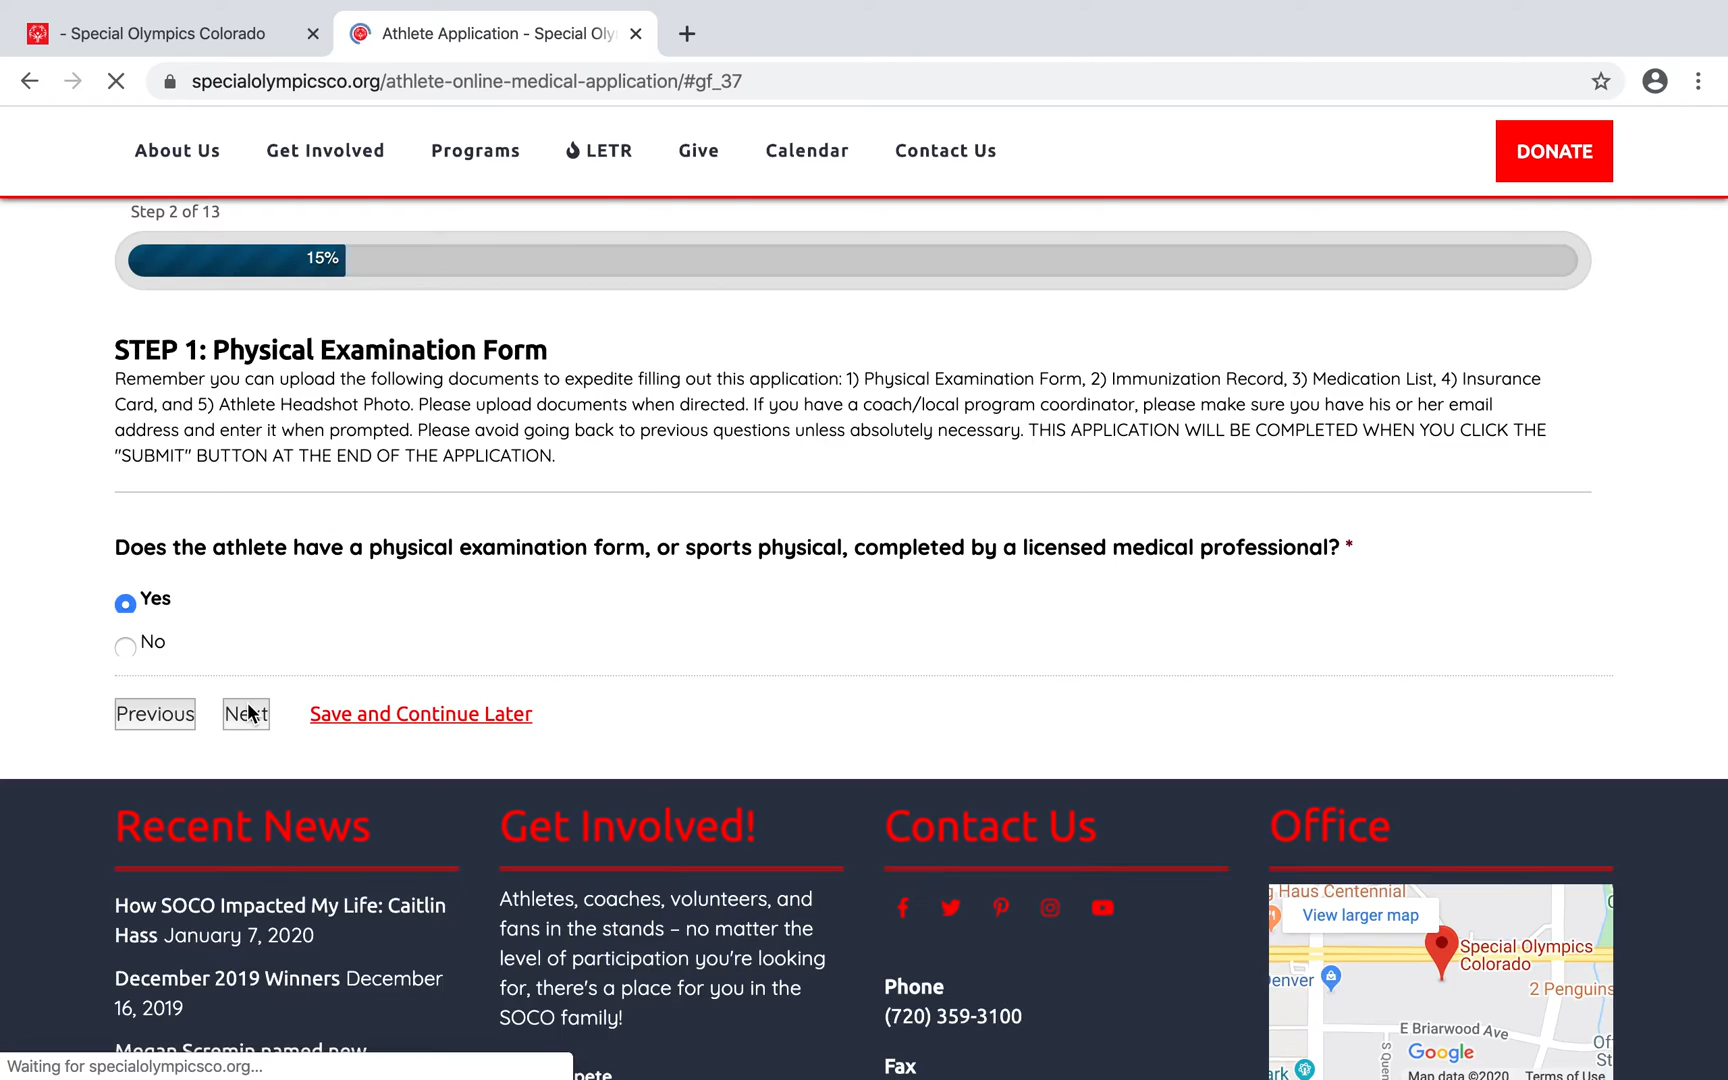 - Special Olympics Colorado
Athlete Application - Special Oly
specialolympicsco.org/athlete-online-medical-application/#gf_37
About Us Get Involved Programs LETR Give Calendar Contact Us DONATE
Step 2 of 13
15%
STEP 1: Physical Examination Form
Remember you can upload the following documents to expedite filling out this application: 1) Physical Examination Form, 2) Immunization Record, 3) Medication List, 4) Insurance
Card, and 5) Athlete Headshot Photo. Please upload documents when directed. If you have a coach/local program coordinator, please make sure you have his or her email
address and enter it when prompted. Please avoid going back to previous questions unless absolutely necessary. THIS APPLICATION WILL BE COMPLETED WHEN YOU CLICK THE
"SUBMIT" BUTTON AT THE END OF THE APPLICATION.
Does the athlete have a physical examination form, or sports physical, completed by a licensed medical professional? *
Yes
No
Previous Next Save and Continue Later
Recent News
How SOCO Impacted My Life: Caitlin
Hass January 7, 2020
December 2019 Winners December
16, 2019
Megan Scremin named new
Get Involved!
Athletes, coaches, volunteers, and
fans in the stands – no matter the
level of participation you're looking
for, there's a place for you in the
SOCO family!
Contact Us
Phone
(720) 359-3100
Fax
Office
Haus Centennial
View larger map
Special Olympics
Colorado
2 Penguins
E Briarwood Ave
Google
Map data ©2020 Terms of Use
Waiting for specialolympicsco.org...